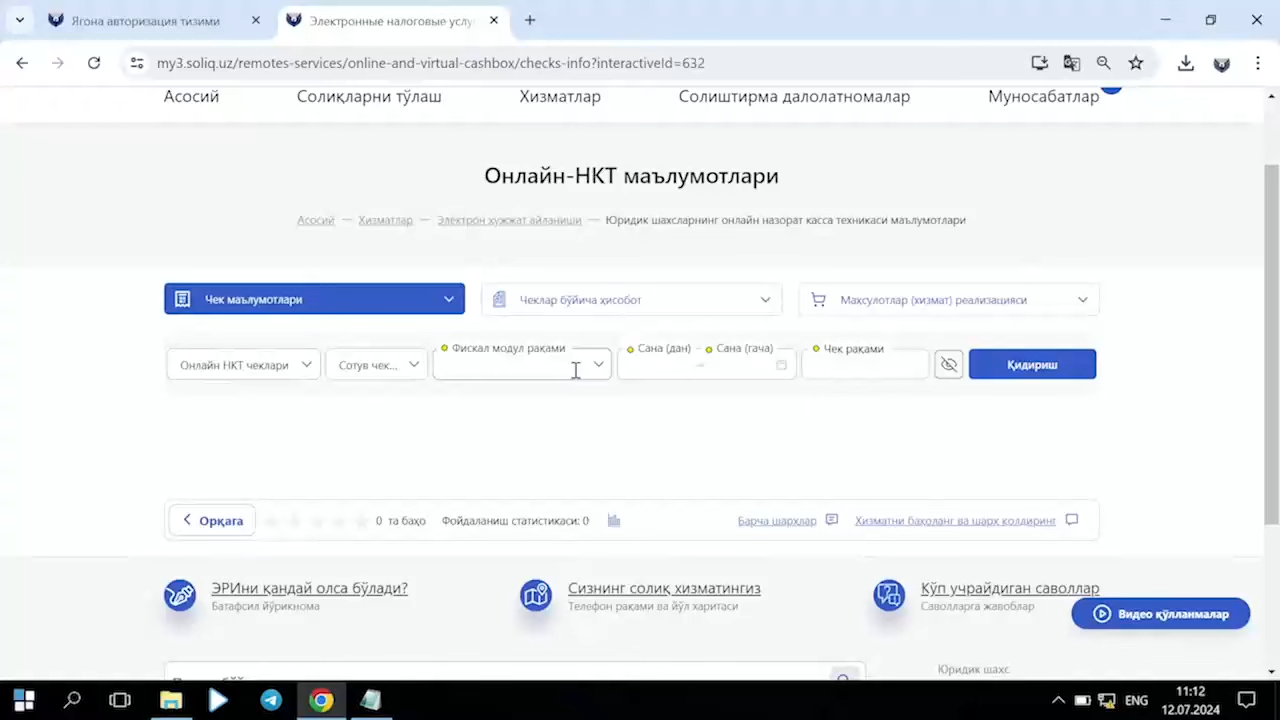 Ягона авторизация тизими
Электронные налоговые услу
my3.soliq.uz/remotes-services/online-and-virtual-cashbox/checks-info?interactiveId=632
Асосий Солиқларни тўлаш Хизматлар Солиштирма далолатномалар Муносабатлар
Онлайн-НКТ маълумотлари
Асосий — Хизматлар — Электрон ҳужжат айланиши — Юридик шахсларнинг онлайн назорат касса техникаси маълумотлари
Чек маълумотлари Чеклар бўйича ҳисобот Махсулотлар (хизмат) реализацияси
Фискал модул рақами Сана (дан) Сана (гача) Чек рақами
Онлайн НКТ чеклари Сотув чек... Қидириш
Орқага 0 та баҳо Фойдаланиш статистикаси: 0 Барча шарҳлар Хизматни баҳоланг ва шарҳ қолдиринг
ЭРИни қандай олса бўлади? Сизнинг солиқ хизматингиз Кўп учрайдиган саволлар
Батафсил йўриқнома Телефон рақами ва йўл харитаси Саволларга жавоблар
Видео қўлланмалар
Юридик шахс
ENG 11:12
12.07.2024